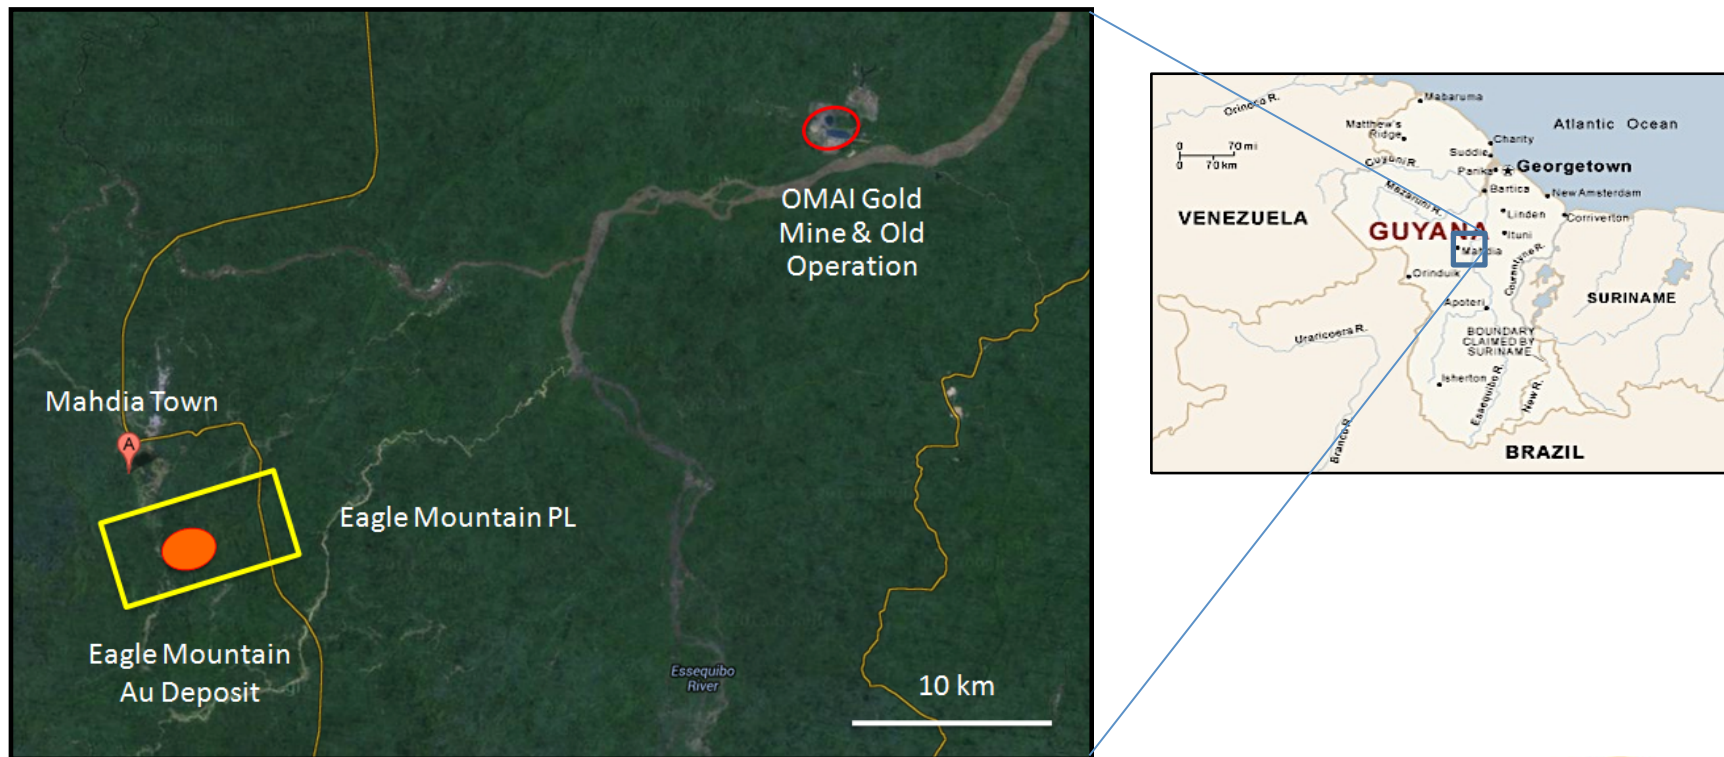 OMAI Gold
Mine & Old
Operation
Mahdia Town
A
Eagle Mountain PL
Eagle Mountain
Au Deposit
Essequibo
River
10 km
Orinoco R.
Mabaruma
Matthew's
Ridge
Atlantic Ocean
0 70 mi
0 70 km
Charity
Suddie
Cuyuni R.
Parika
Georgetown
Mazaruni R.
Bartica
New Amsterdam
VENEZUELA
Linden
Corriverton
GUYANA
Ituni
Mahdia
Orinduik
Courantyne R.
SURINAME
Apoteri
Uraricoera R.
BOUNDARY
CLAIMED BY
SURINAME
Isherton
Essequibo R.
New R.
Branco R.
BRAZIL